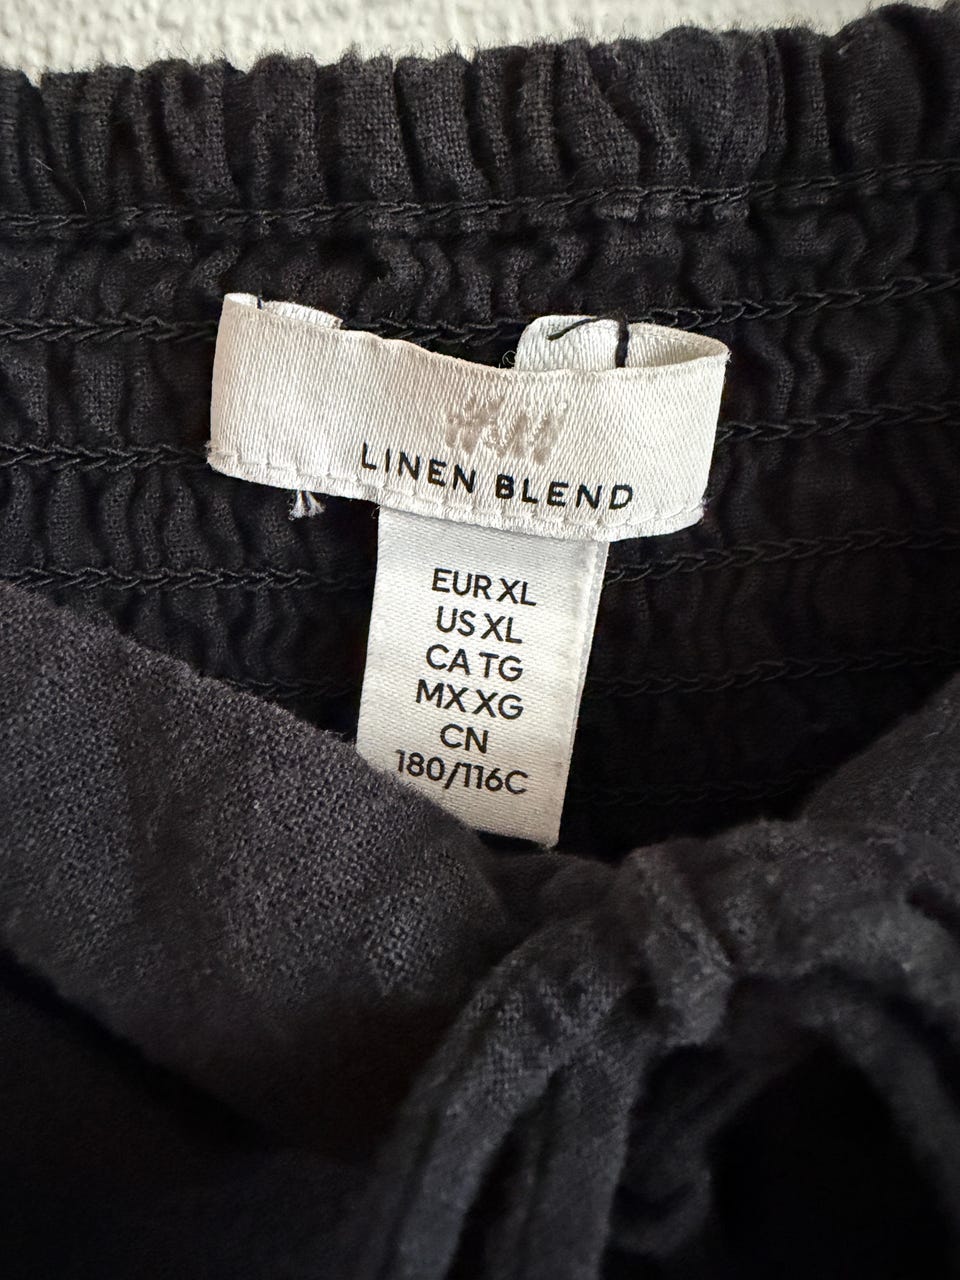 H&M
LINEN BLEND
EUR XL
US XL
CA TG
MX XG
CN
180/116C